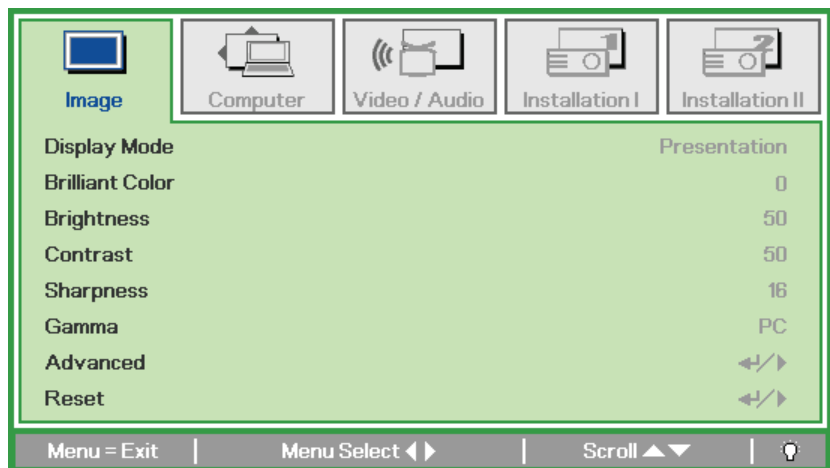 Image Computer Video / Audio Installation I Installation II
Display Mode Presentation
Brilliant Color 0
Brightness 50
Contrast 50
Sharpness 16
Gamma PC
Advanced
Reset
Menu = Exit Menu Select Scroll